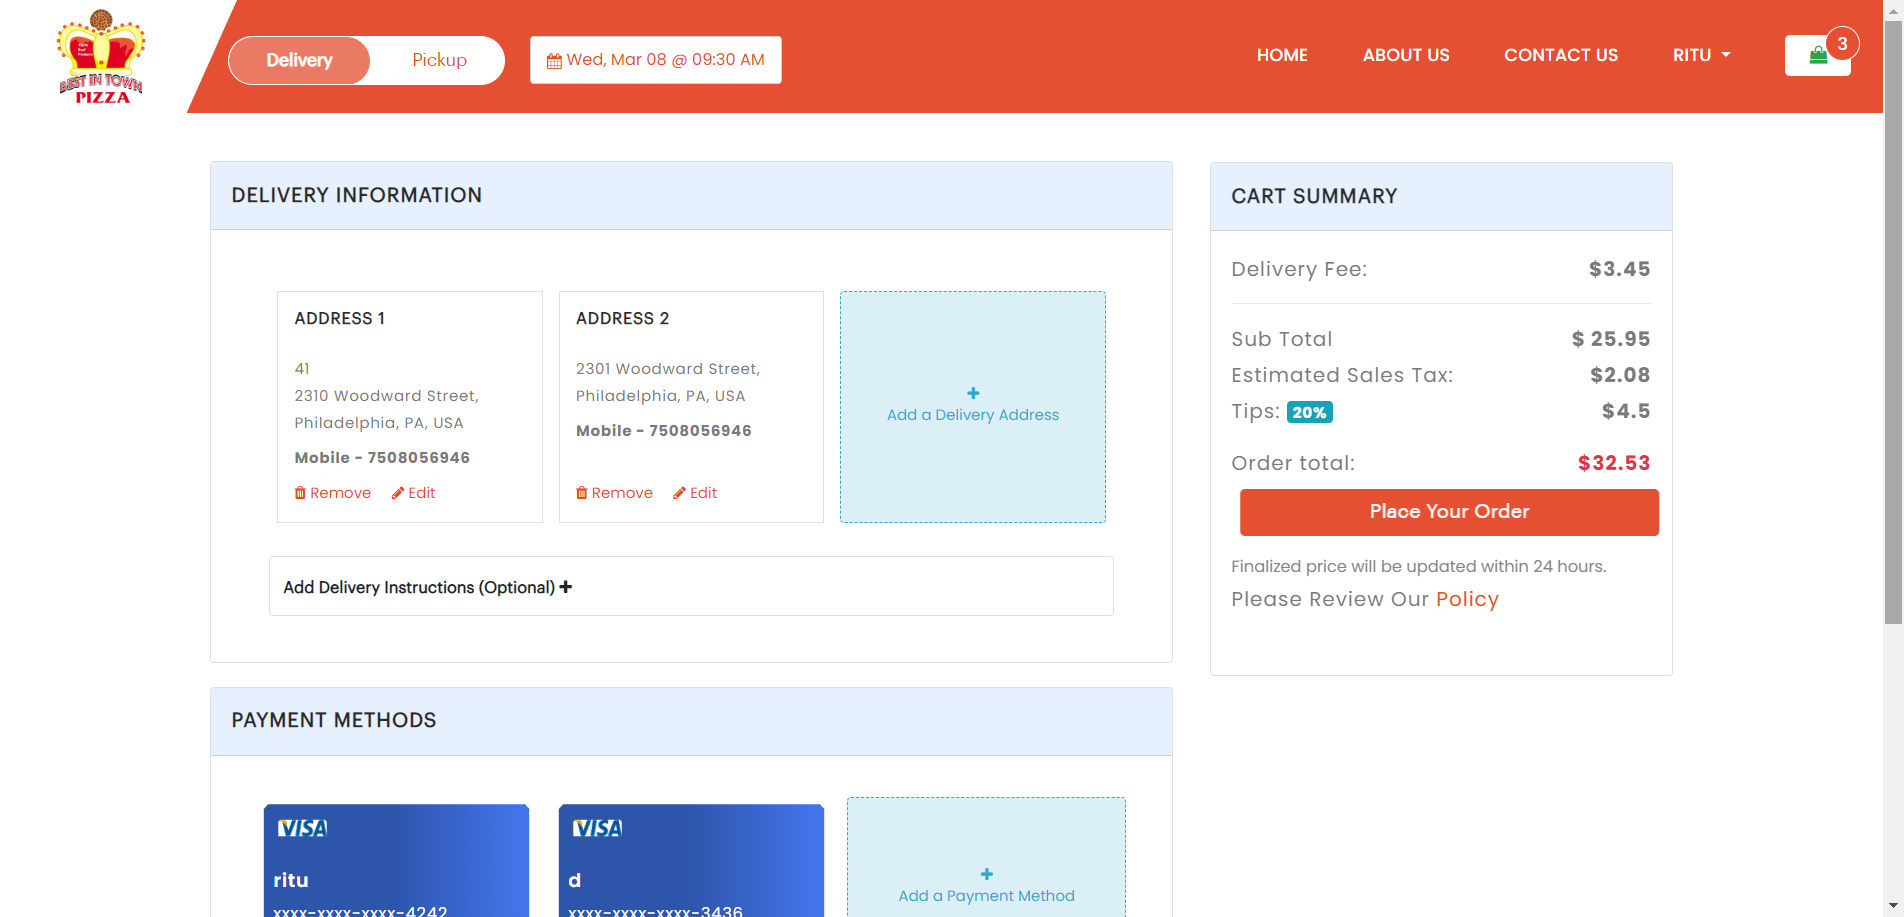 BEST IN TOWN
PIZZA
Delivery
Pickup
Wed, Mar 08 @ 09:30 AM
HOME
ABOUT US
CONTACT US
RITU
3
DELIVERY INFORMATION
ADDRESS 1
41
2310 Woodward Street,
Philadelphia, PA, USA
Mobile - 7508056946
Remove
Edit
ADDRESS 2
2301 Woodward Street,
Philadelphia, PA, USA
Mobile - 7508056946
Remove
Edit
Add a Delivery Address
Add Delivery Instructions (Optional)
CART SUMMARY
Delivery Fee: $3.45
Sub Total $ 25.95
Estimated Sales Tax: $2.08
Tips: 20% $4.5
Order total: $32.53
Place Your Order
Finalized price will be updated within 24 hours.
Please Review Our Policy
PAYMENT METHODS
VISA
ritu
xxxx-xxxx-xxxx-4242
VISA
d
xxxx-xxxx-xxxx-3436
Add a Payment Method